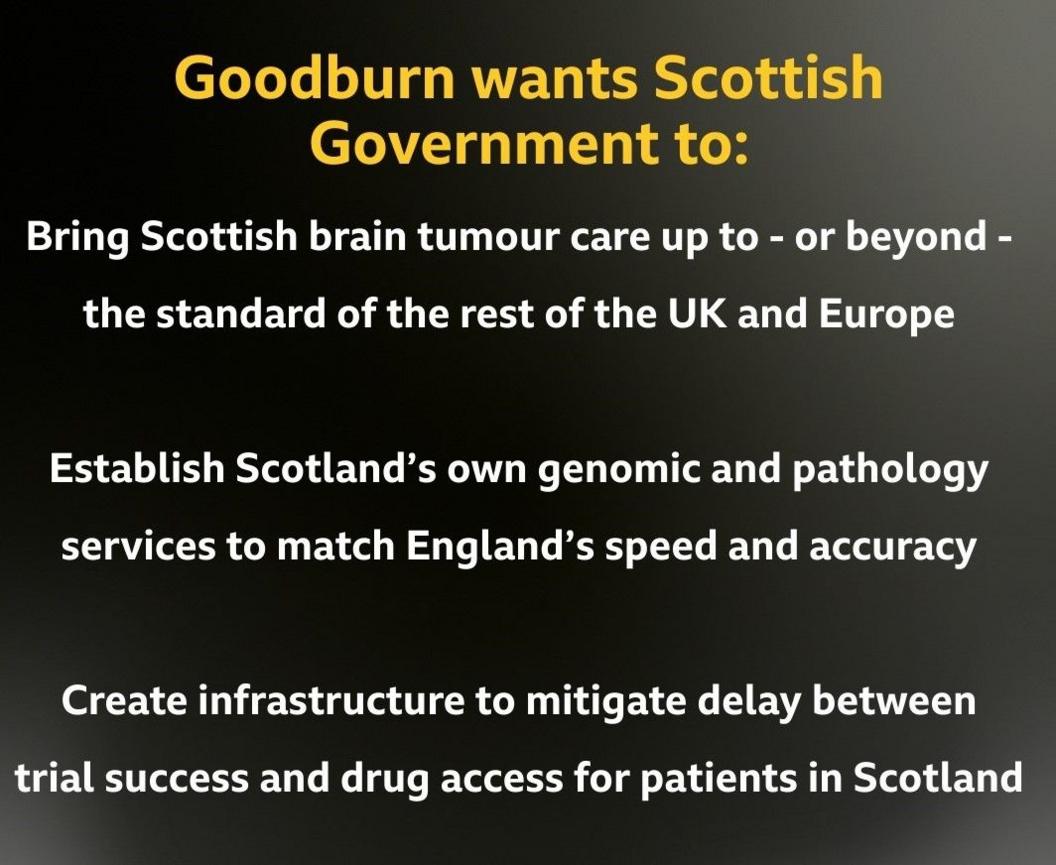 Goodburn wants Scottish
Government to:
Bring Scottish brain tumour care up to - or beyond -
the standard of the rest of the UK and Europe
Establish Scotland’s own genomic and pathology
services to match England’s speed and accuracy
Create infrastructure to mitigate delay between
trial success and drug access for patients in Scotland